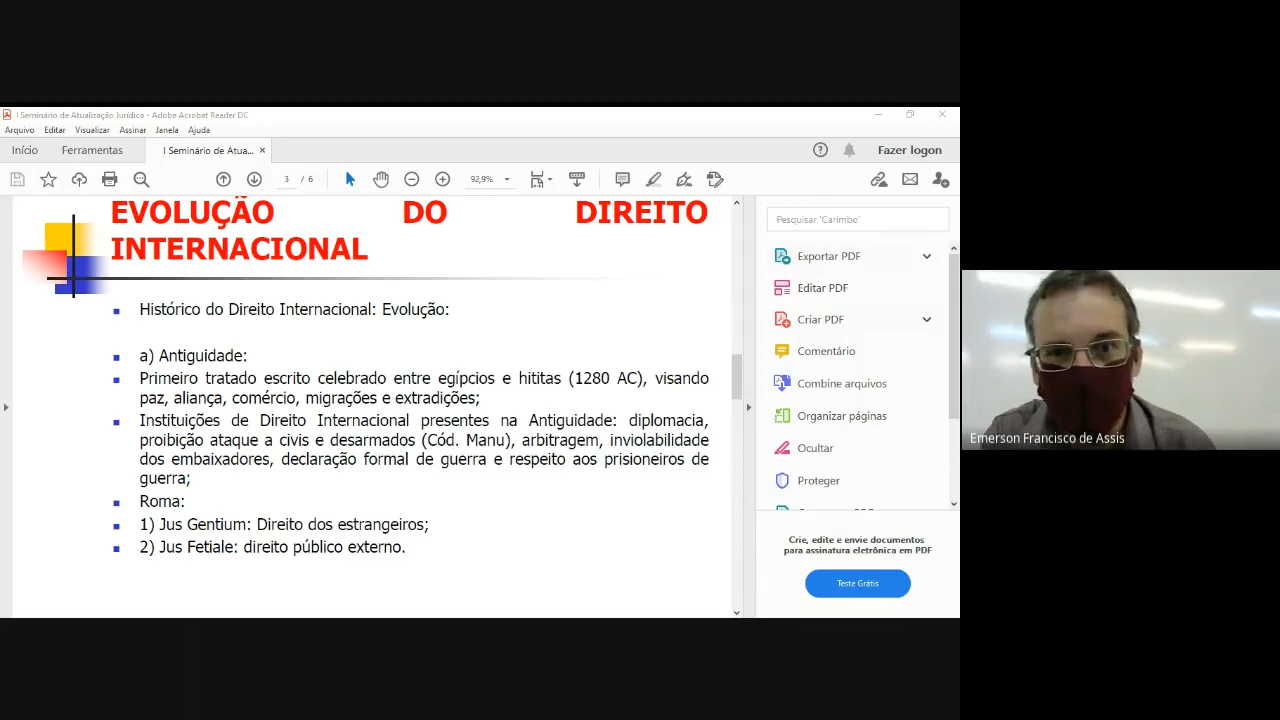 I Seminário de Atualização Jurídica - Adobe Acrobat Reader DC
Arquivo Editar Visualizar Assinar Janela Ajuda
Início Ferramentas I Seminário de Atua... × Fazer logon
3 / 6 92,9%
EVOLUÇÃO DO DIREITO
INTERNACIONAL
Histórico do Direito Internacional: Evolução:
a) Antiguidade:
Primeiro tratado escrito celebrado entre egípcios e hititas (1280 AC), visando
paz, aliança, comércio, migrações e extradições;
Instituições de Direito Internacional presentes na Antiguidade: diplomacia,
proibição ataque a civis e desarmados (Cód. Manu), arbitragem, inviolabilidade
dos embaixadores, declaração formal de guerra e respeito aos prisioneiros de
guerra;
Roma:
1) Jus Gentium: Direito dos estrangeiros;
2) Jus Fetiale: direito público externo.
Pesquisar 'Carimbo'
Exportar PDF
Editar PDF
Criar PDF
Comentário
Combine arquivos
Organizar páginas
Ocultar
Proteger
Crie, edite e envie documentos
para assinatura eletrônica em PDF
Teste Grátis
Emerson Francisco de Assis